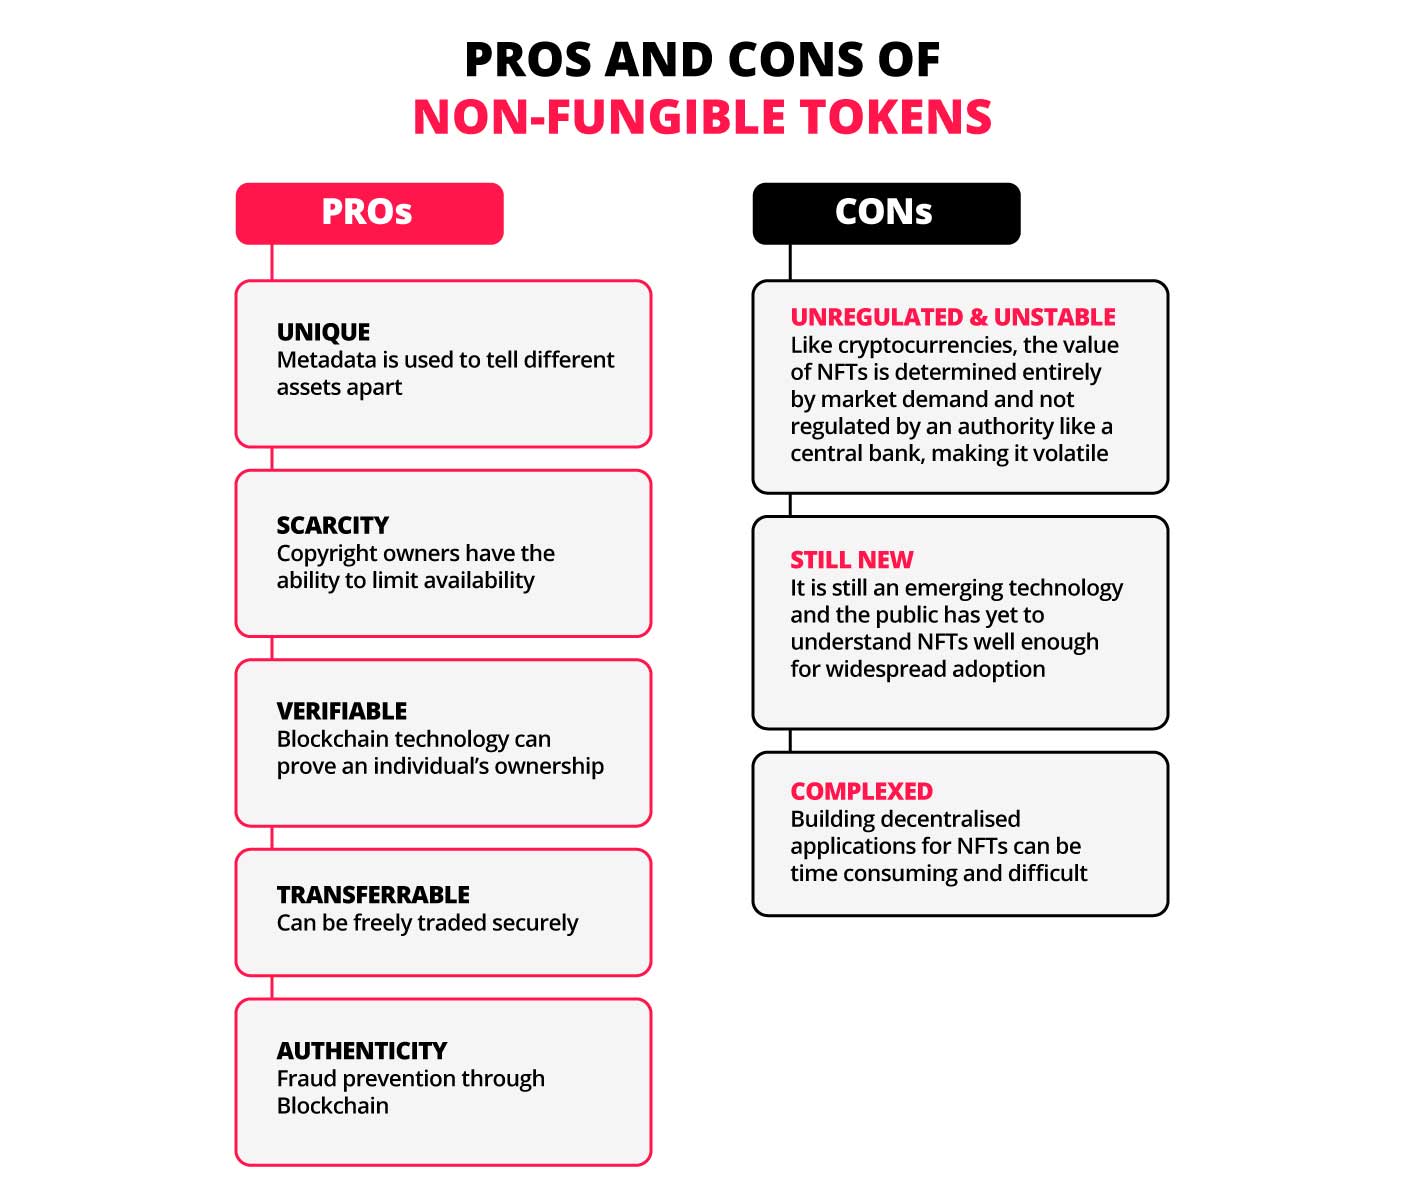 PROS AND CONS OF
NON-FUNGIBLE TOKENS
PROs
UNIQUE
Metadata is used to tell different
assets apart
SCARCITY
Copyright owners have the
ability to limit availability
VERIFIABLE
Blockchain technology can
prove an individual’s ownership
TRANSFERRABLE
Can be freely traded securely
AUTHENTICITY
Fraud prevention through
Blockchain
CONs
UNREGULATED & UNSTABLE
Like cryptocurrencies, the value
of NFTs is determined entirely
by market demand and not
regulated by an authority like a
central bank, making it volatile
STILL NEW
It is still an emerging technology
and the public has yet to
understand NFTs well enough
for widespread adoption
COMPLEXED
Building decentralised
applications for NFTs can be
time consuming and difficult